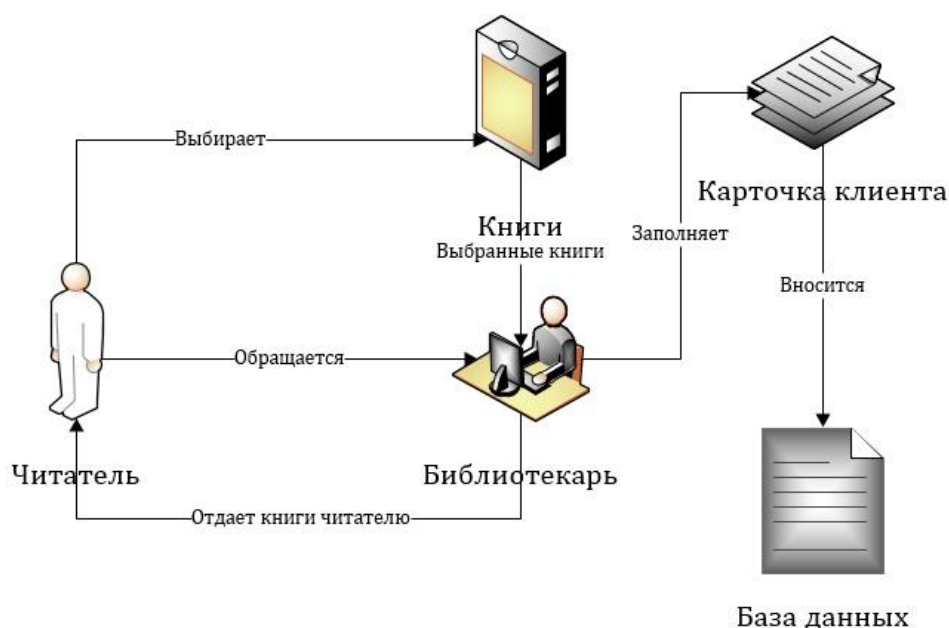 Выбирает
Карточка клиента
Книги
Заполняет
Выбранные книги
Вносится
Обращается
Читатель
Библиотекарь
Отдает книги читателю
База данных